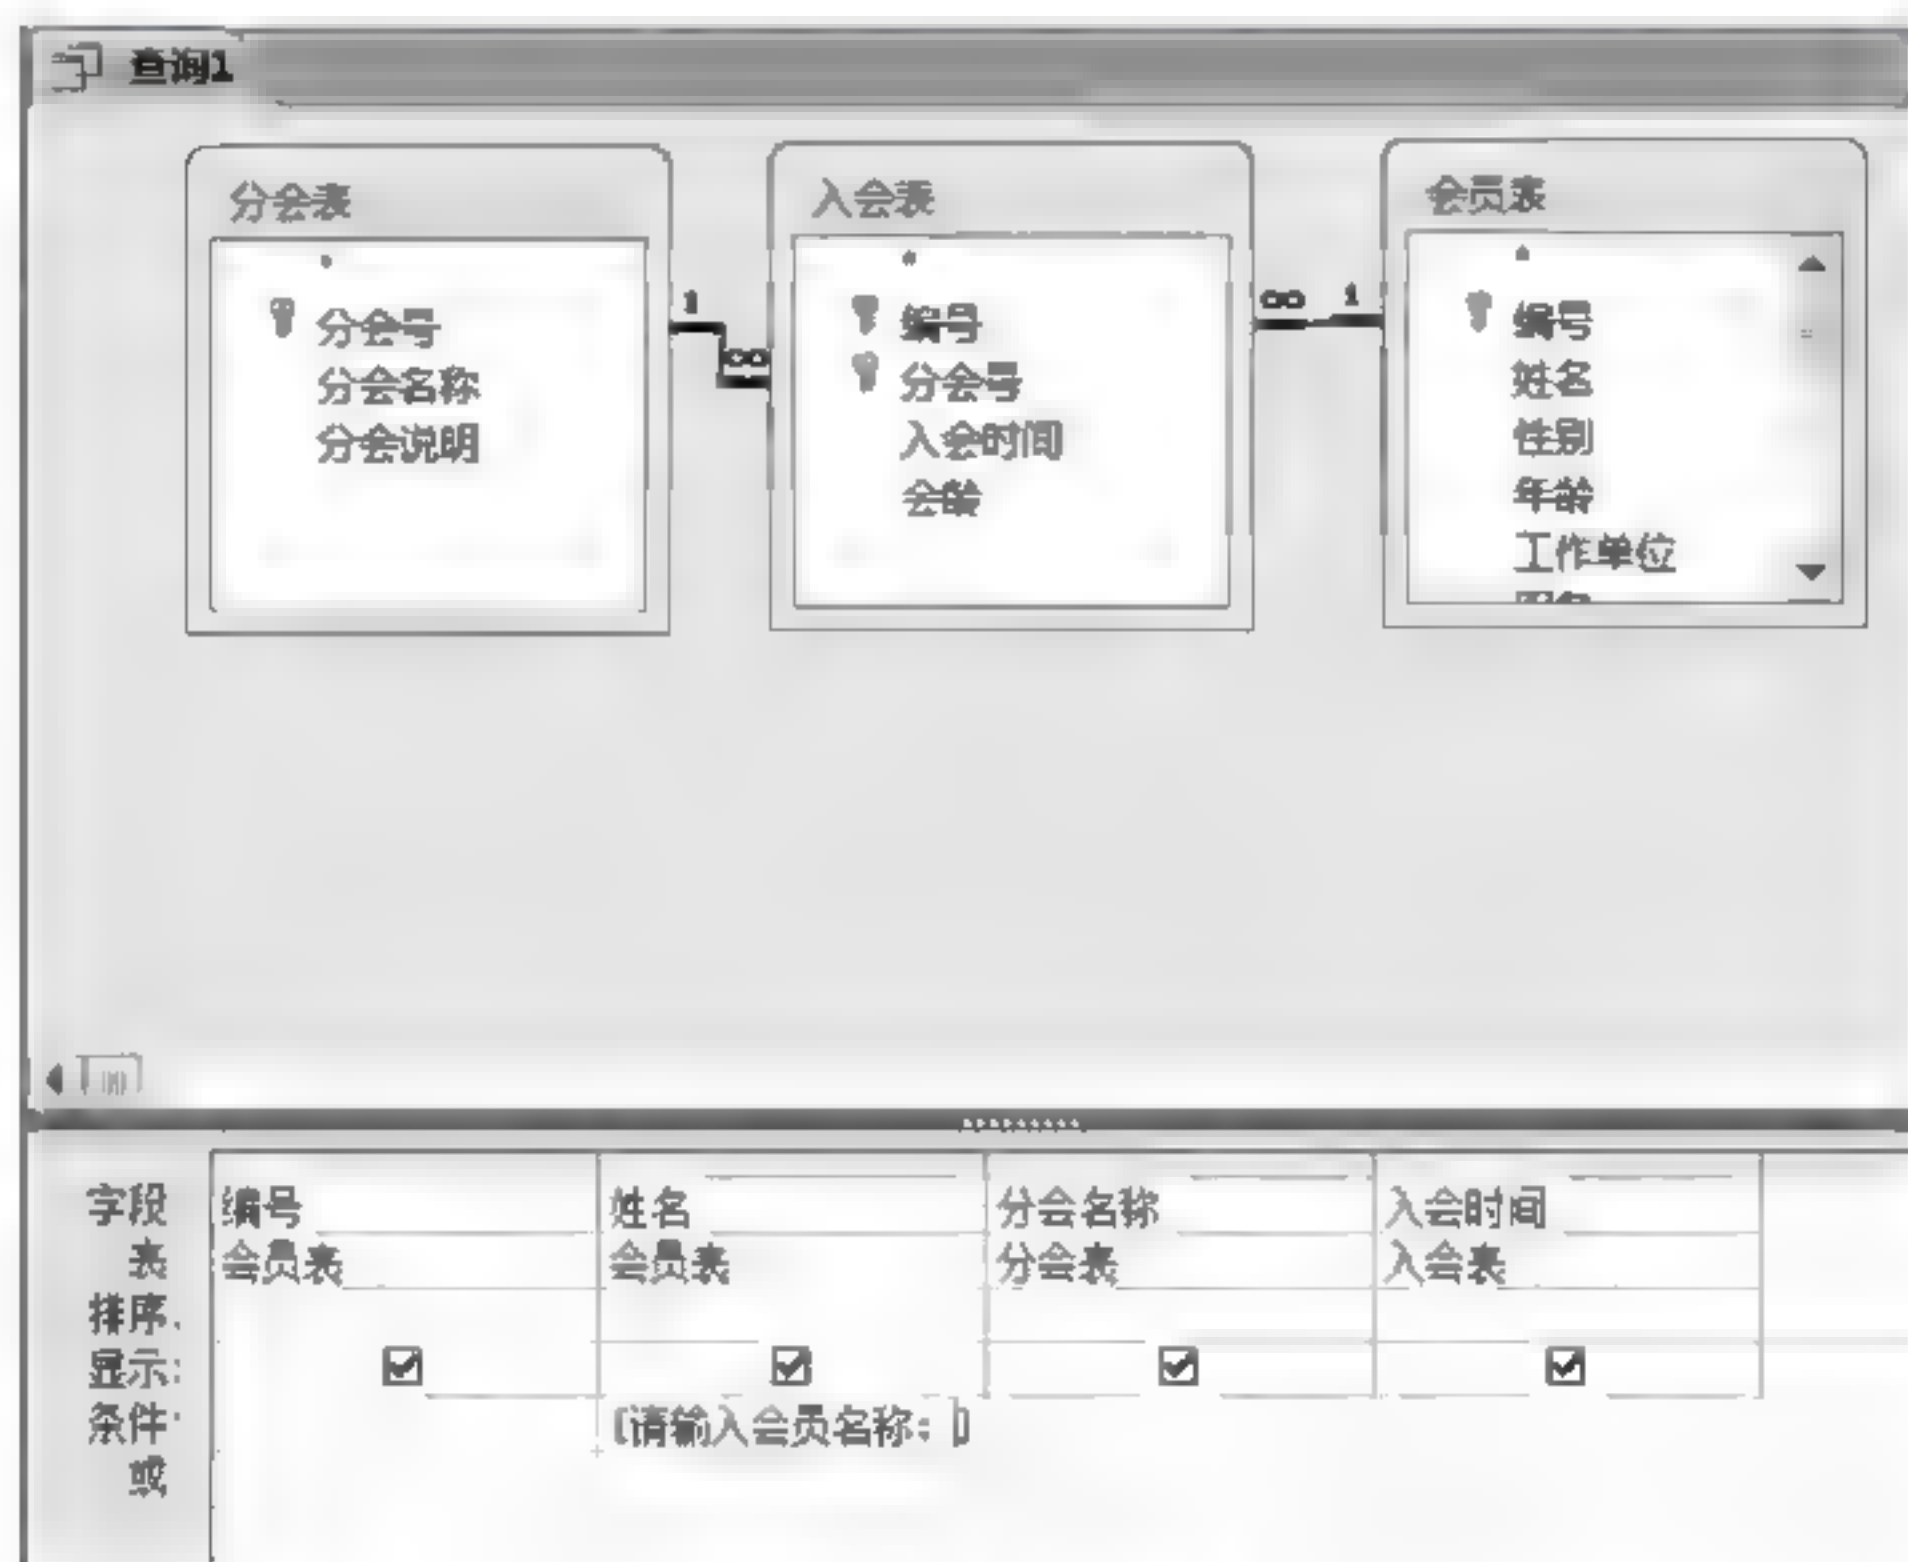 查询1
分会表
分会号
分会名称
分会说明
1
∞
入会表
编号
分会号
入会时间
会龄
∞ 1
会员表
编号
姓名
性别
年龄
工作单位
字段 编号 姓名 分会名称 入会时间
表 会员表 会员表 分会表 入会表
排序:
显示:
条件: [请输入会员名称: ]
或